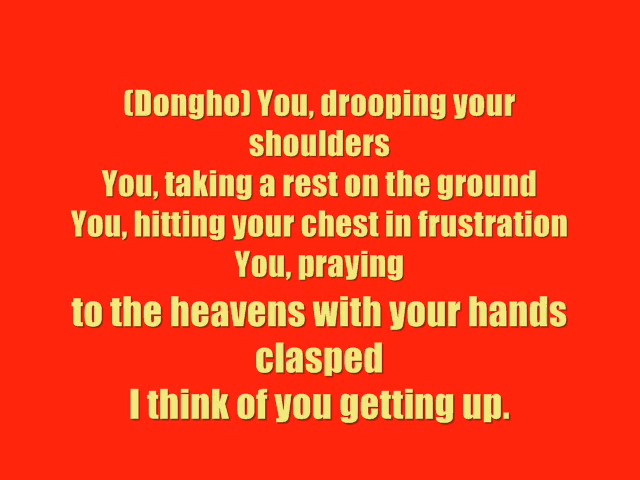 (Dongho) You, drooping your
shoulders
You, taking a rest on the ground
You, hitting your chest in frustration
You, praying
to the heavens with your hands
clasped
I think of you getting up.